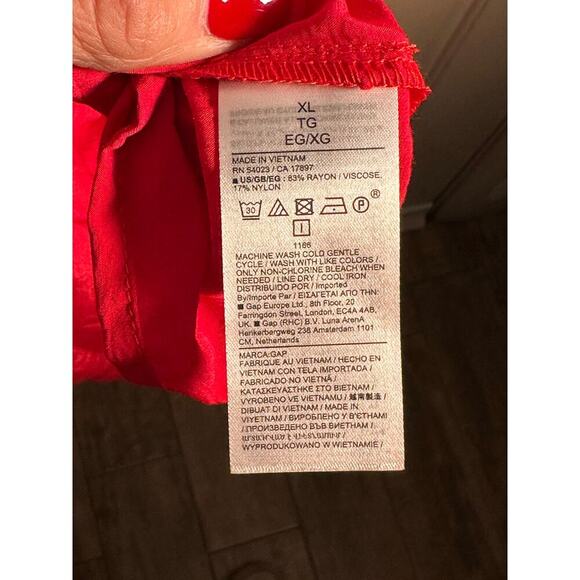 XL
TG
EG/XG
MADE IN VIETNAM
RN 54023 / CA 17897
■ US/GB/EG : 83% RAYON / VISCOSE,
17% NYLON
30
P
®
I
1166
MACHINE WASH COLD GENTLE
CYCLE / WASH WITH LIKE COLORS /
ONLY NON-CHLORINE BLEACH WHEN
NEEDED / LINE DRY / COOL IRON
DISTRIBUIDO POR / Imported
By/Importe Par / ΕΙΣΑΓΕΤΑΙ ΑΠΟ ΤΗΝ:
■ Gap Europe Ltd., 8th Floor, 20
Farringdon Street, London, EC4A 4AB,
UK ■ Gap (RHC) B.V. Luna ArenA
Herikerbergweg 238 Amsterdam 1101
CM, Netherlands
MARCA:GAP
FABRIQUÉ AU VIETNAM / HECHO EN
VIETNAM CON TELA IMPORTADA /
FABRICADO NO VIETNÃ /
ΚΑΤΑΣΚΕΥΑΣΤΗΚΕ ΣΤΟ ΒΙΕΤΝΑΜ /
VYROBENO VE VIETNAMU / 越南製造 /
DIBUAT DI VIETNAM / MADE IN
VIYETNAM / ВИРОБЛЕНО У В'ЄТНАМІ
/ ПРОИЗВЕДЕНО ВЪВ ВИЕТНАМ /
WYPRODUKOWANO W WIETNAMIE /